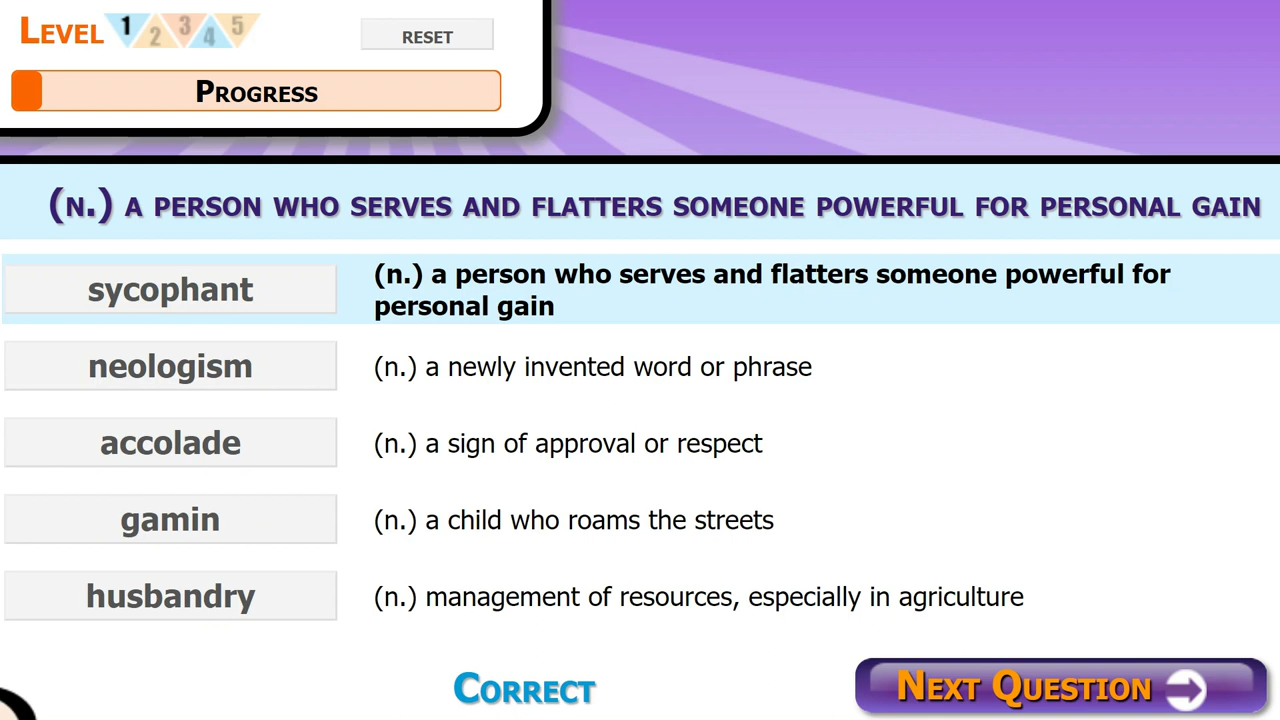 LEVEL 1 2 3 4 5
RESET
PROGRESS
(N.) A PERSON WHO SERVES AND FLATTERS SOMEONE POWERFUL FOR PERSONAL GAIN
sycophant (n.) a person who serves and flatters someone powerful for
personal gain
neologism (n.) a newly invented word or phrase
accolade (n.) a sign of approval or respect
gamin (n.) a child who roams the streets
husbandry (n.) management of resources, especially in agriculture
CORRECT
NEXT QUESTION